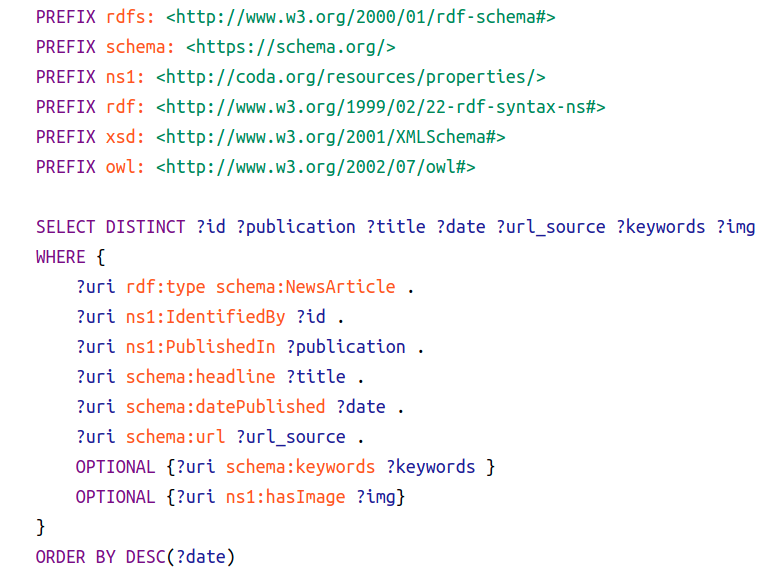 PREFIX rdfs: <http://www.w3.org/2000/01/rdf-schema#>
PREFIX schema: <https://schema.org/>
PREFIX ns1: <http://coda.org/resources/properties/>
PREFIX rdf: <http://www.w3.org/1999/02/22-rdf-syntax-ns#>
PREFIX xsd: <http://www.w3.org/2001/XMLSchema#>
PREFIX owl: <http://www.w3.org/2002/07/owl#>

SELECT DISTINCT ?id ?publication ?title ?date ?url_source ?keywords ?img
WHERE {
    ?uri rdf:type schema:NewsArticle .
    ?uri ns1:IdentifiedBy ?id .
    ?uri ns1:PublishedIn ?publication .
    ?uri schema:headline ?title .
    ?uri schema:datePublished ?date .
    ?uri schema:url ?url_source .
    OPTIONAL {?uri schema:keywords ?keywords }
    OPTIONAL {?uri ns1:hasImage ?img}
}
ORDER BY DESC(?date)